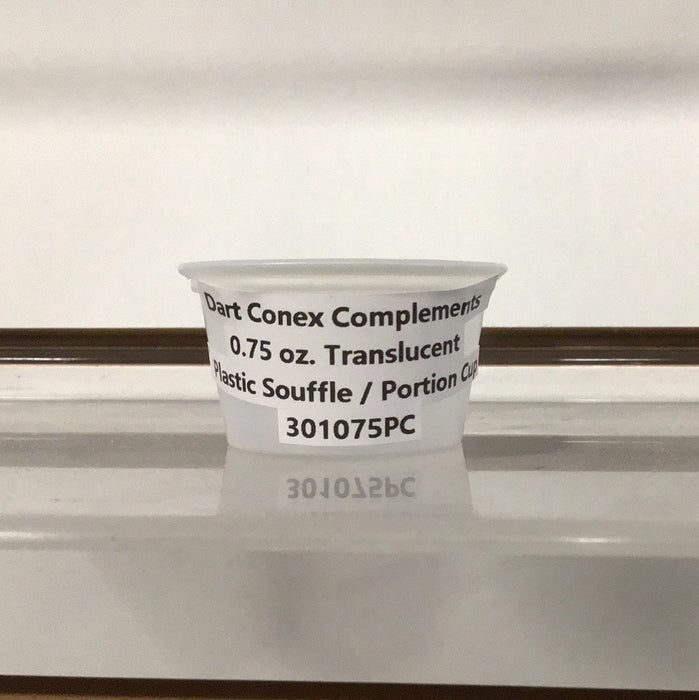 Dart Conex Complements
0.75 oz. Translucent
Plastic Souffle / Portion Cup
301075PC